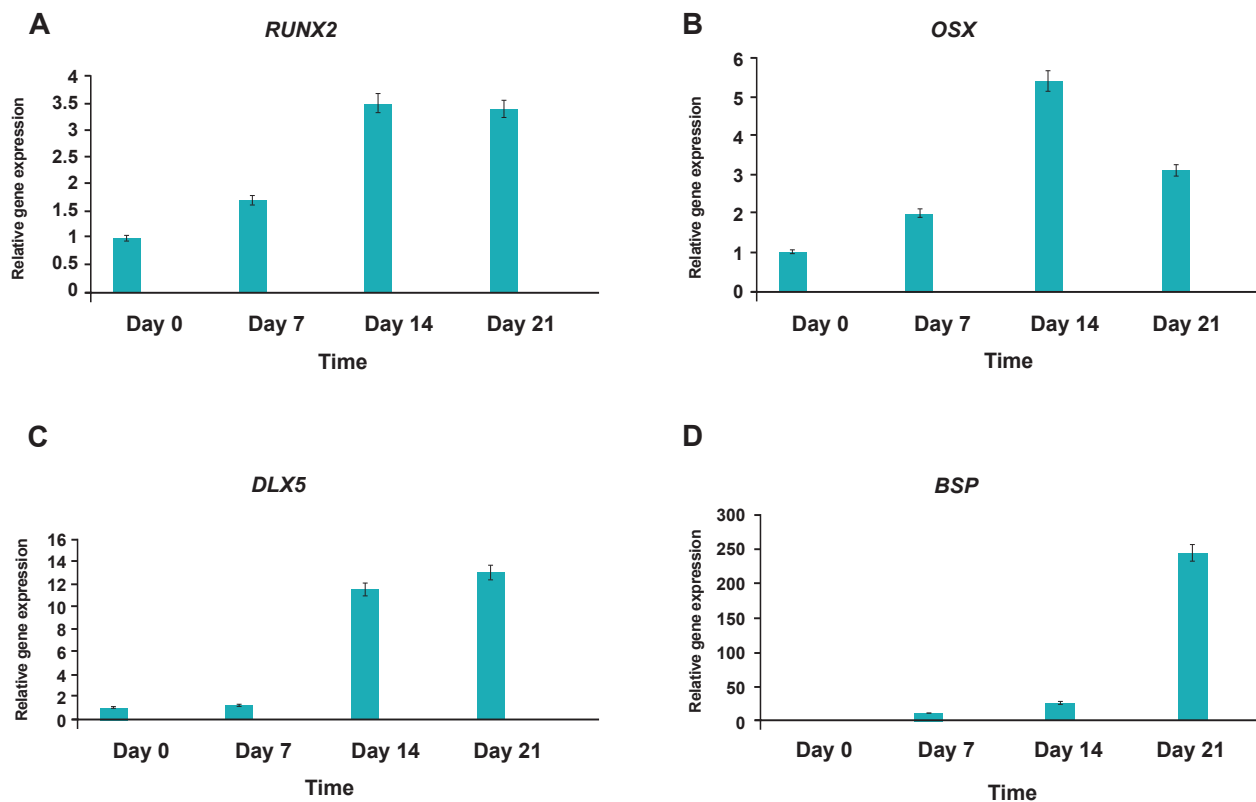 A
RUNX2
Relative gene expression
4
3.5
3
2.5
2
1.5
1
0.5
0
Day 0 Day 7 Day 14 Day 21
Time
B
OSX
Relative gene expression
6
5
4
3
2
1
0
Day 0 Day 7 Day 14 Day 21
Time
C
DLX5
Relative gene expression
16
14
12
10
8
6
4
2
0
Day 0 Day 7 Day 14 Day 21
Time
D
BSP
Relative gene expression
300
250
200
150
100
50
0
Day 0 Day 7 Day 14 Day 21
Time